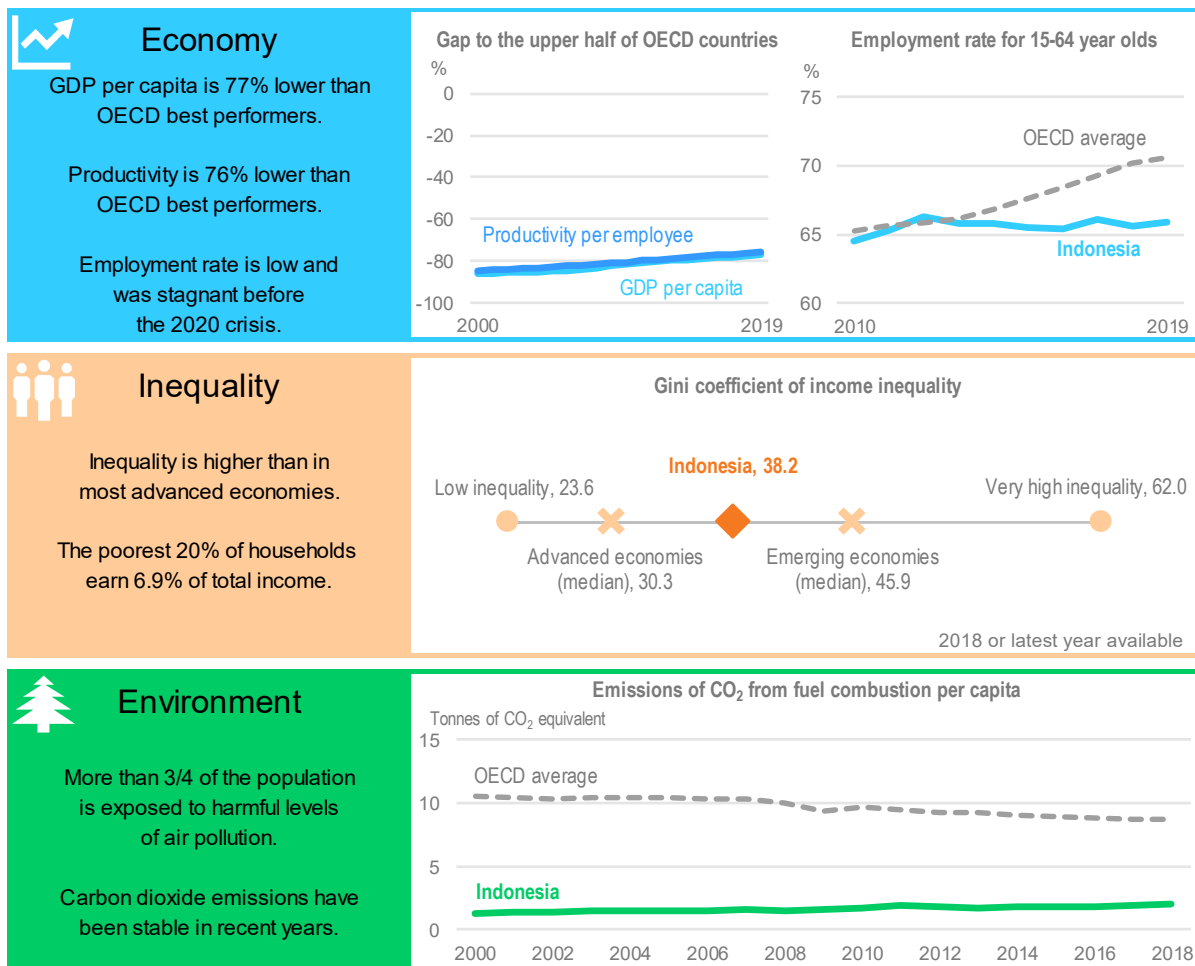 Economy
GDP per capita is 77% lower than
OECD best performers.
Productivity is 76% lower than
OECD best performers.
Employment rate is low and
was stagnant before
the 2020 crisis.
Gap to the upper half of OECD countries
%
0
-20
-40
-60
-80
-100
Productivity per employee
GDP per capita
2000
2019
Employment rate for 15-64 year olds
%
75
70
65
60
OECD average
Indonesia
2010
2019
Inequality
Inequality is higher than in
most advanced economies.
The poorest 20% of households
earn 6.9% of total income.
Gini coefficient of income inequality
Indonesia, 38.2
Low inequality, 23.6
Very high inequality, 62.0
Advanced economies
(median), 30.3
Emerging economies
(median), 45.9
2018 or latest year available
Environment
More than 3/4 of the population
is exposed to harmful levels
of air pollution.
Carbon dioxide emissions have
been stable in recent years.
Emissions of CO₂ from fuel combustion per capita
Tonnes of CO₂ equivalent
15
10
5
0
OECD average
Indonesia
2000 2002 2004 2006 2008 2010 2012 2014 2016 2018